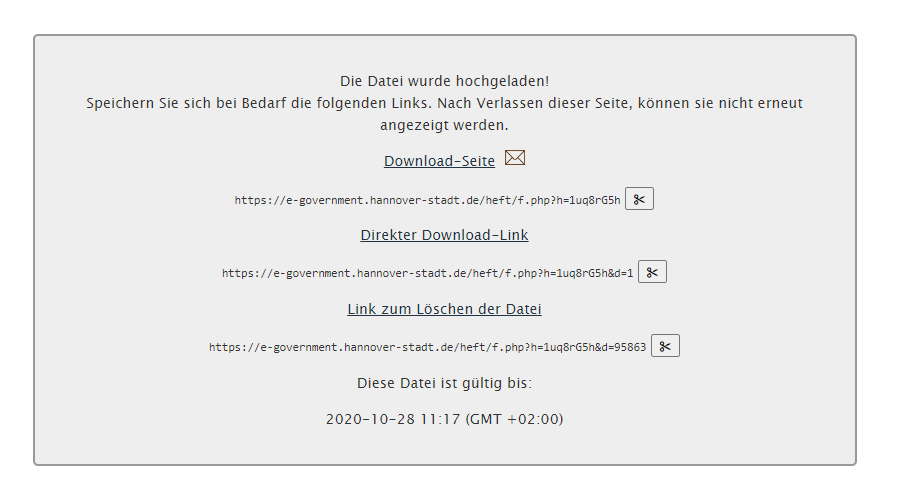 Die Datei wurde hochgeladen!
Speichern Sie sich bei Bedarf die folgenden Links. Nach Verlassen dieser Seite, können sie nicht erneut
angezeigt werden.
Download-Seite
https://e-government.hannover-stadt.de/heft/f.php?h=1uq8rG5h
Direkter Download-Link
https://e-government.hannover-stadt.de/heft/f.php?h=1uq8rG5h&d=1
Link zum Löschen der Datei
https://e-government.hannover-stadt.de/heft/f.php?h=1uq8rG5h&d=95863
Diese Datei ist gültig bis:
2020-10-28 11:17 (GMT +02:00)